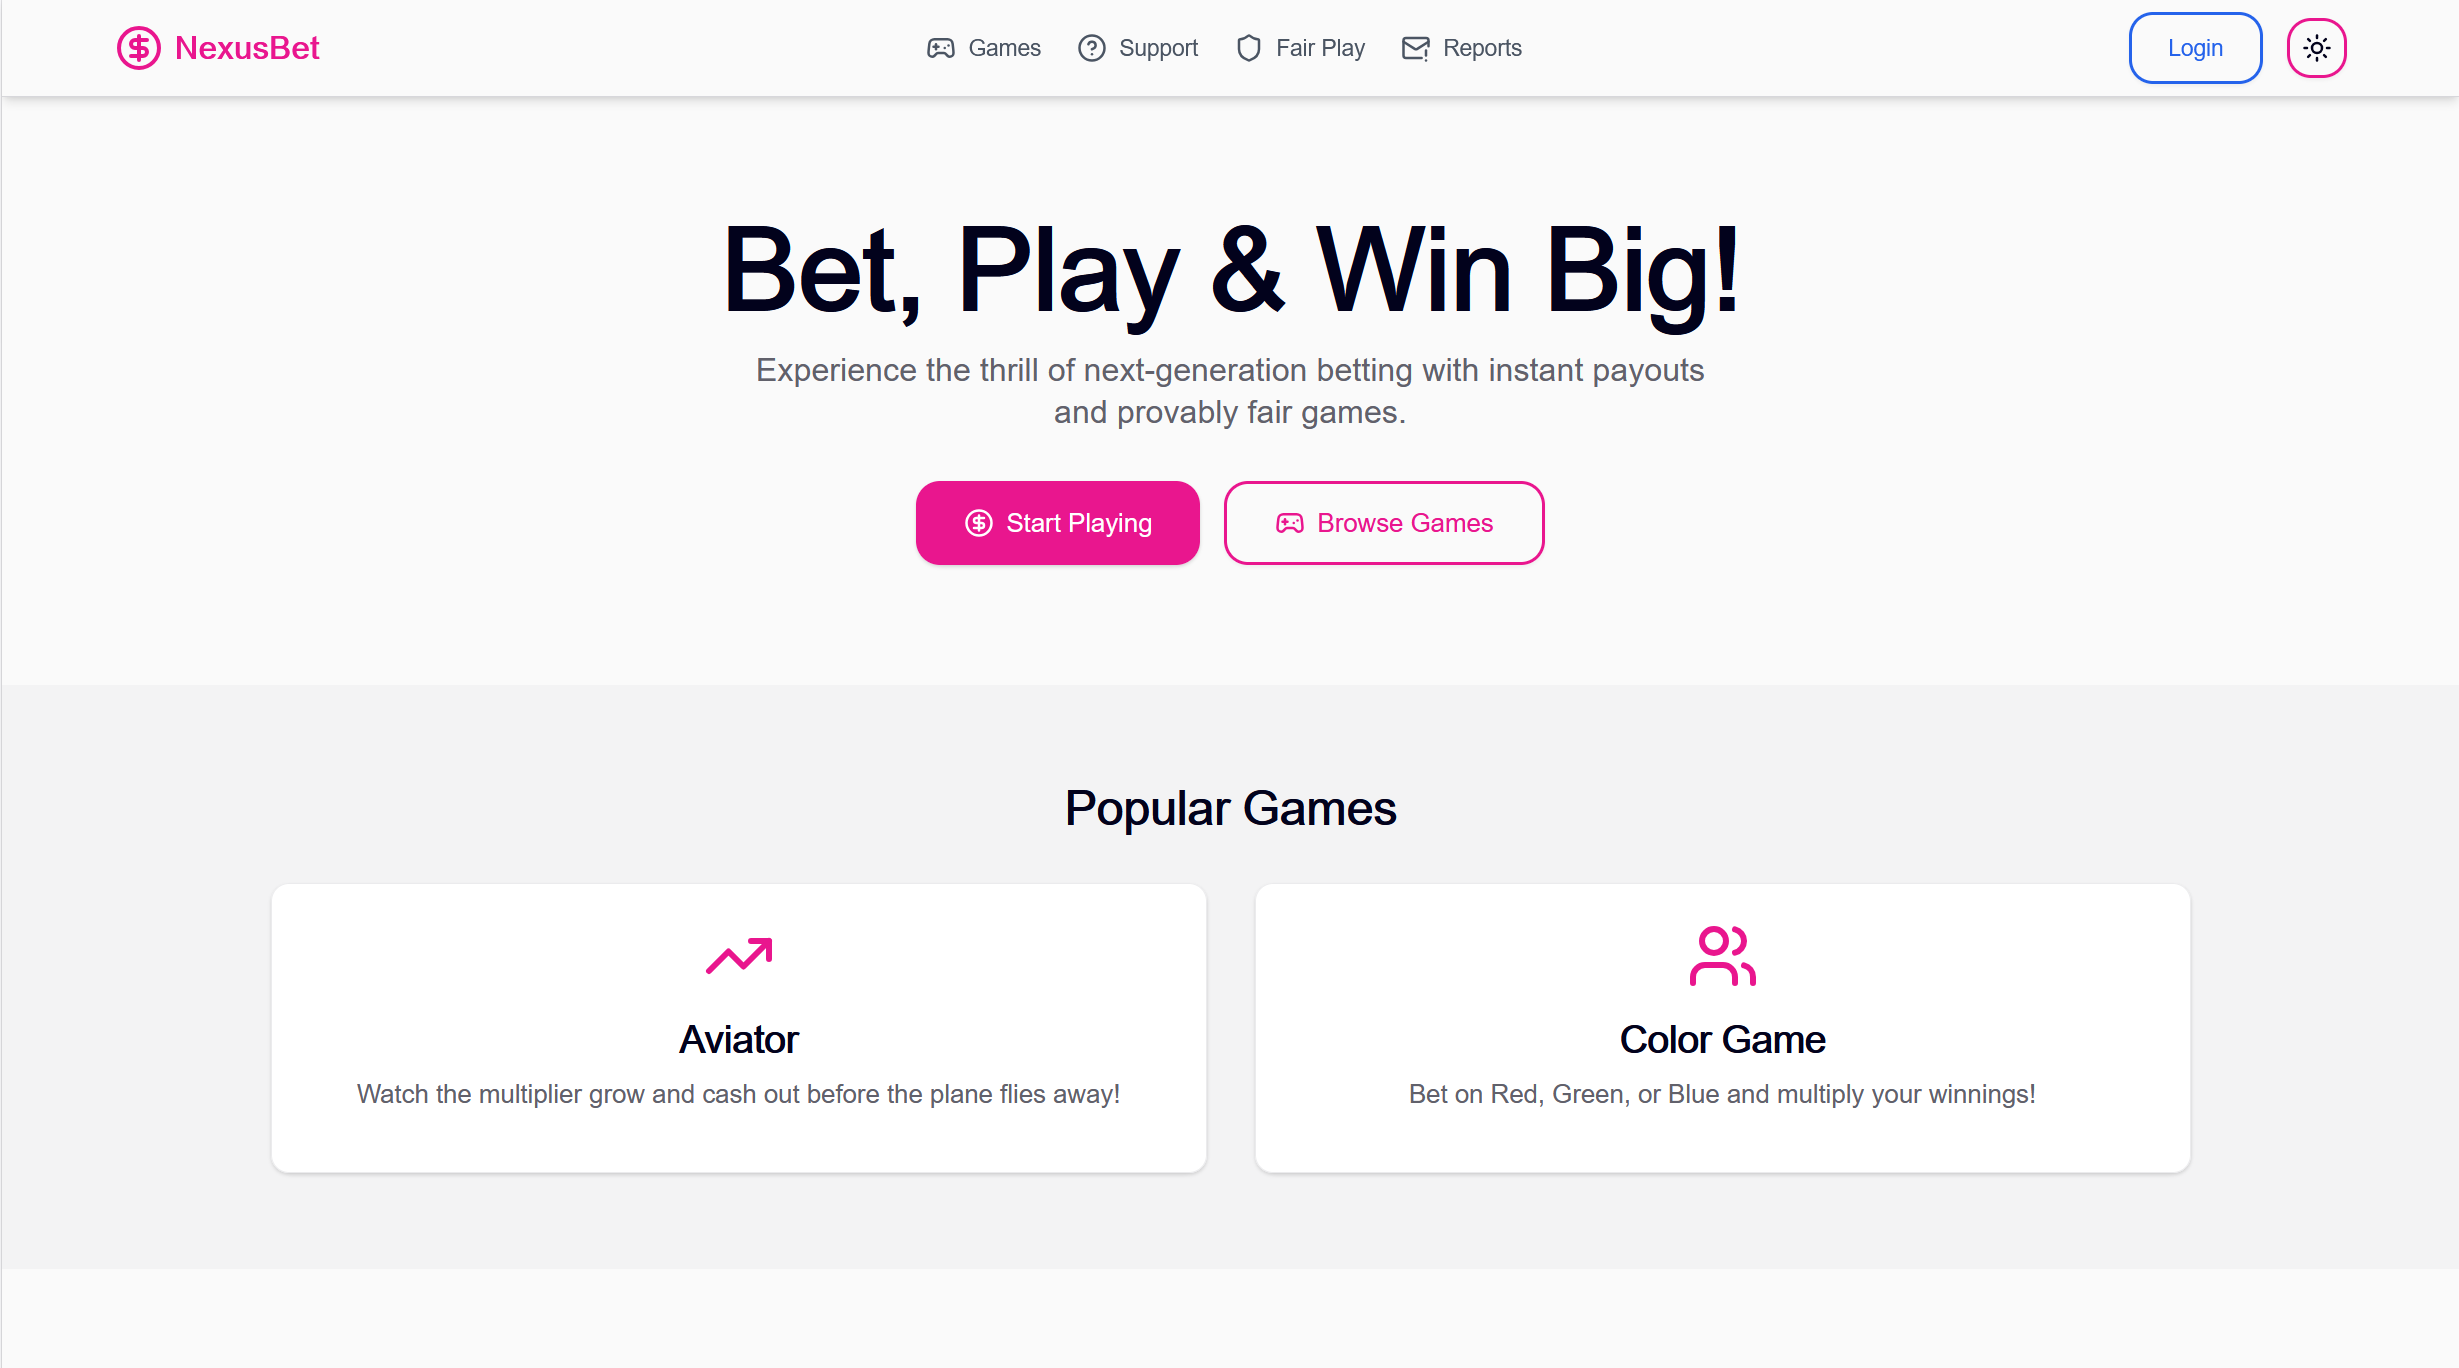 NexusBet
Games
Support
Fair Play
Reports
Login
Bet, Play & Win Big!
Experience the thrill of next-generation betting with instant payouts
and provably fair games.
Start Playing
Browse Games
Popular Games
Aviator
Watch the multiplier grow and cash out before the plane flies away!
Color Game
Bet on Red, Green, or Blue and multiply your winnings!